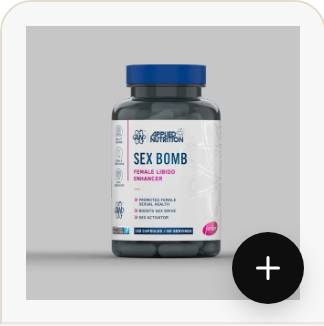 APPLIED
NUTRITION
SEX BOMB
FEMALE LIBIDO
ENHANCER
PROMOTES FEMALE
SEXUAL HEALTH
BOOSTS SEX DRIVE
SEX ACTIVATOR